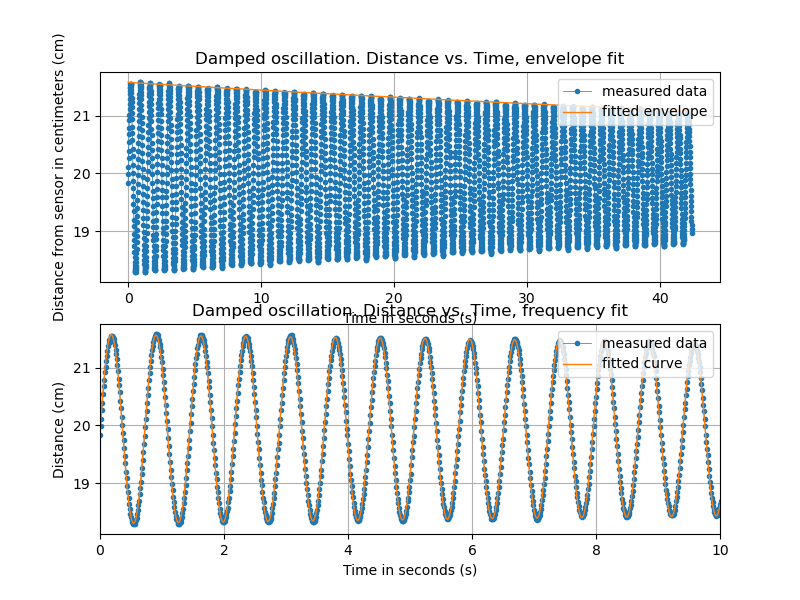 Damped oscillation. Distance vs. Time, envelope fit
Distance from sensor in centimeters (cm)
21
20
19
measured data
fitted envelope
0 10 20 30 40
Time in seconds (s)
Damped oscillation. Distance vs. Time, frequency fit
Distance (cm)
21
20
19
measured data
fitted curve
0 2 4 6 8 10
Time in seconds (s)